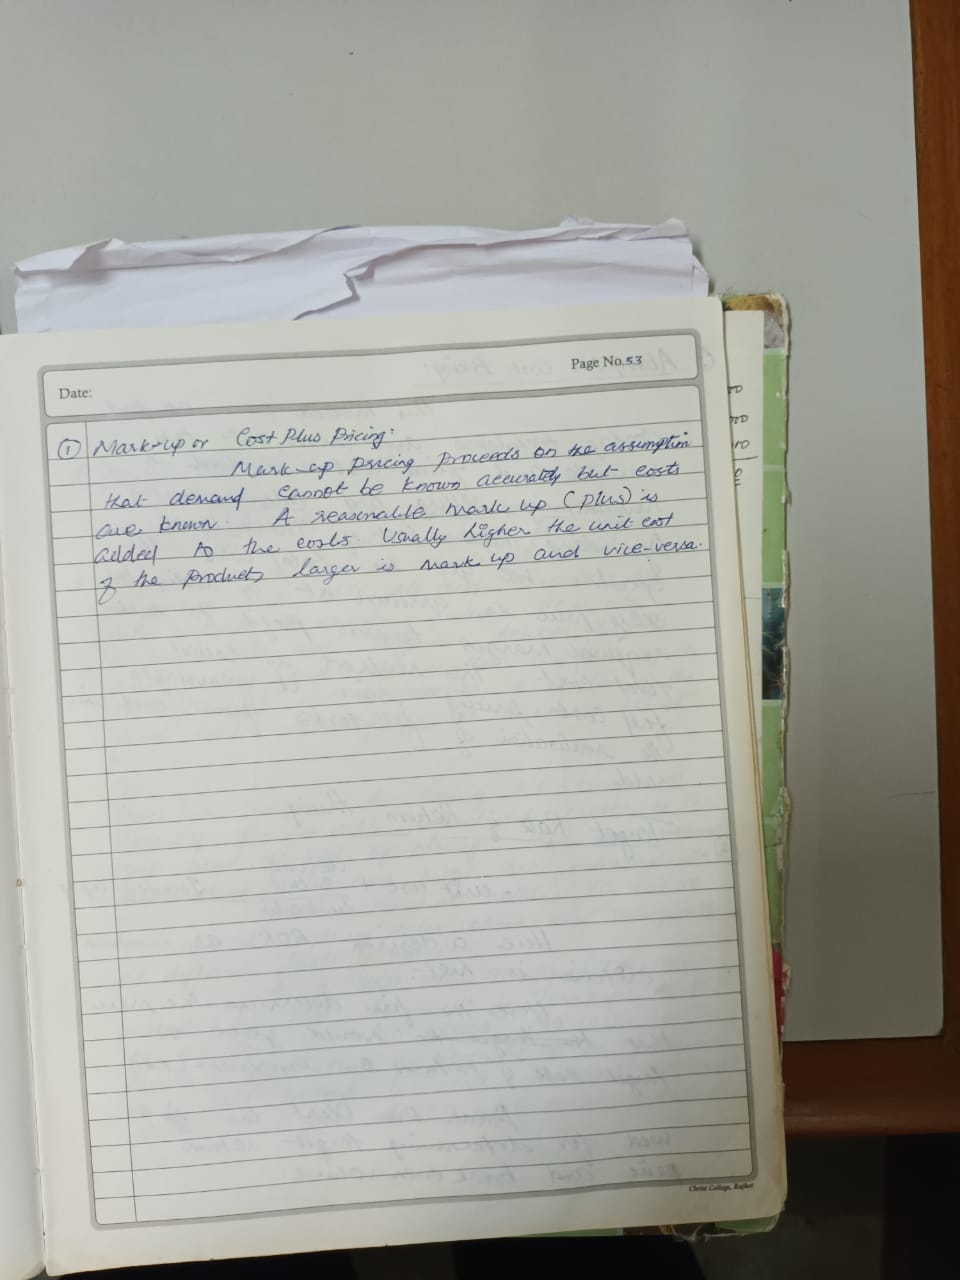 Page No. 53
Date:
① Mark-up or Cost Plus Pricing:
Mark-up pricing proceeds on the assumption
that demand cannot be known accurately but costs
are known. A reasonable mark up (plus) is
added to the costs. Usually higher the unit cost
of the products larger is mark up and vice-versa.
Christ College, Rajkot